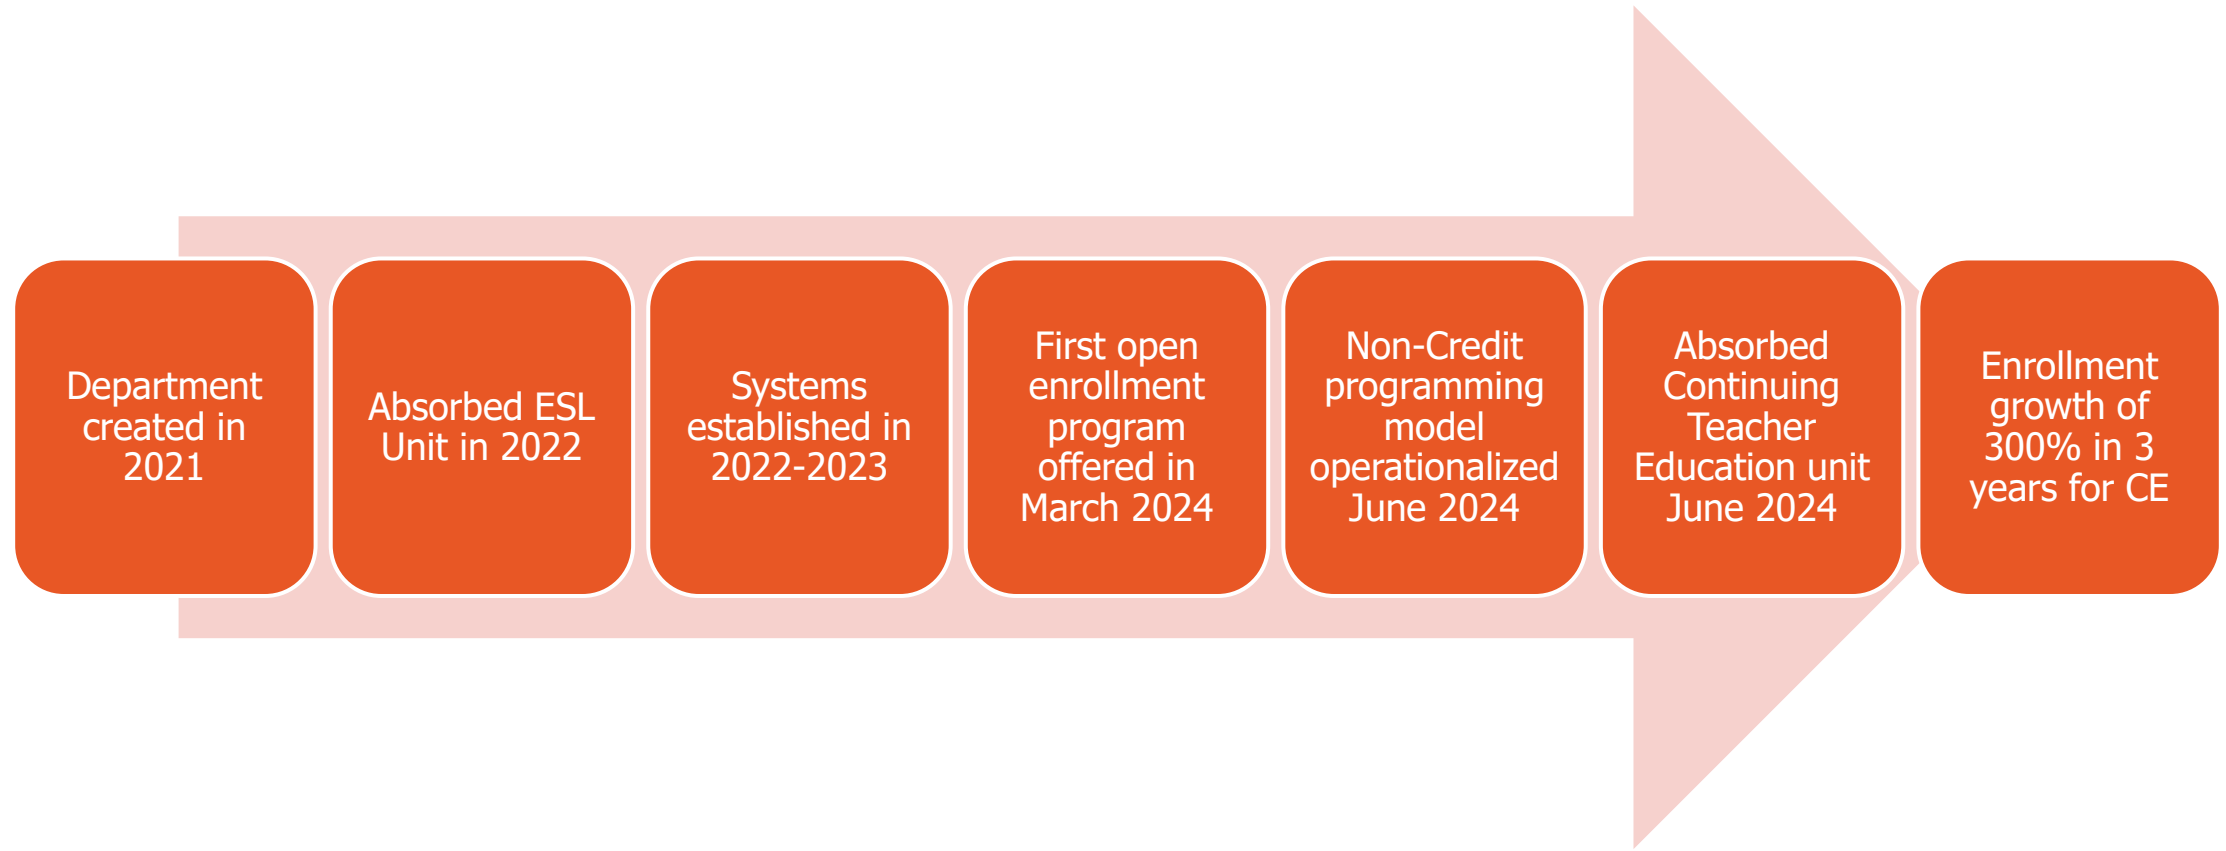 Department
created in
2021
Absorbed ESL
Unit in 2022
Systems
established in
2022-2023
First open
enrollment
program
offered in
March 2024
Non-Credit
programming
model
operationalized
June 2024
Absorbed
Continuing
Teacher
Education unit
June 2024
Enrollment
growth of
300% in 3
years for CE